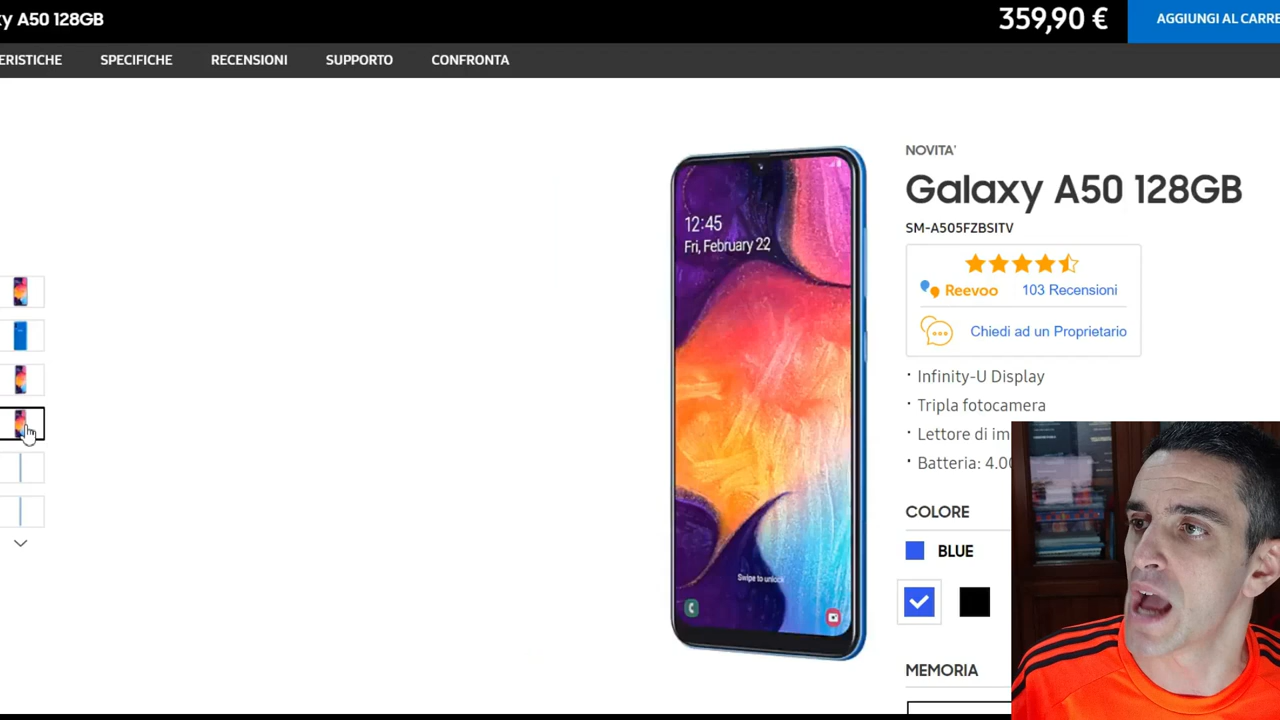 y A50 128GB
359,90 €
AGGIUNGI AL CARRE
ERISTICHE
SPECIFICHE
RECENSIONI
SUPPORTO
CONFRONTA
NOVITA'
Galaxy A50 128GB
SM-A505FZBSITV
Reevoo
103 Recensioni
Chiedi ad un Proprietario
12:45
Fri, February 22
Swipe to unlock
· Infinity-U Display
· Tripla fotocamera
· Lettore di im
· Batteria: 4.00
COLORE
BLUE
MEMORIA